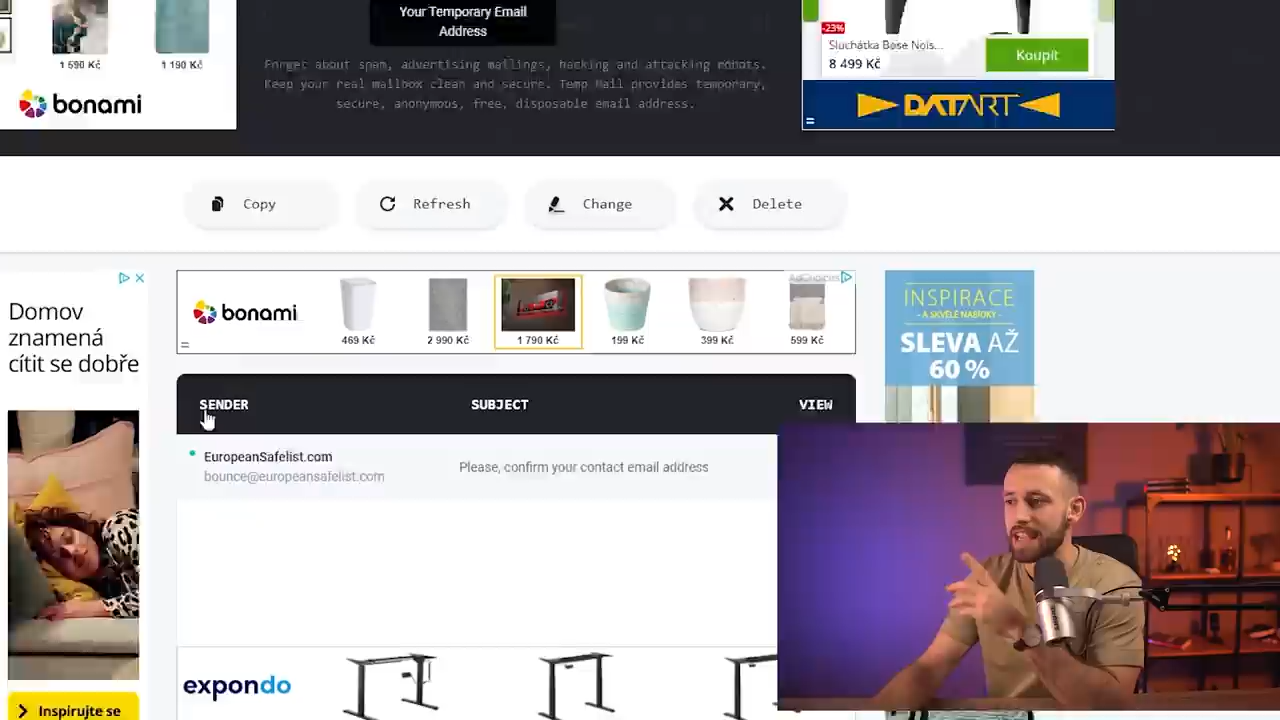 Your Temporary Email
Address
Forget about spam, advertising mailings, hacking and attacking robots.
Keep your real mailbox clean and secure. Temp Mail provides temporary,
secure, anonymous, free, disposable email address.
1 590 Kč
1 190 Kč
bonami
-23%
Sluchátka Bose Nois...
8 499 Kč
Koupit
DATART
Copy
Refresh
Change
Delete
Domov
znamená
cítit se dobře
bonami
469 Kč
2 990 Kč
1 790 Kč
199 Kč
399 Kč
599 Kč
AdChoices
INSPIRACE
- A SKVĚLÉ NABÍDKY -
SLEVA AŽ
60 %
SENDER
SUBJECT
VIEW
EuropeanSafelist.com
bounce@europeansafelist.com
Please, confirm your contact email address
expondo
Inspirujte se